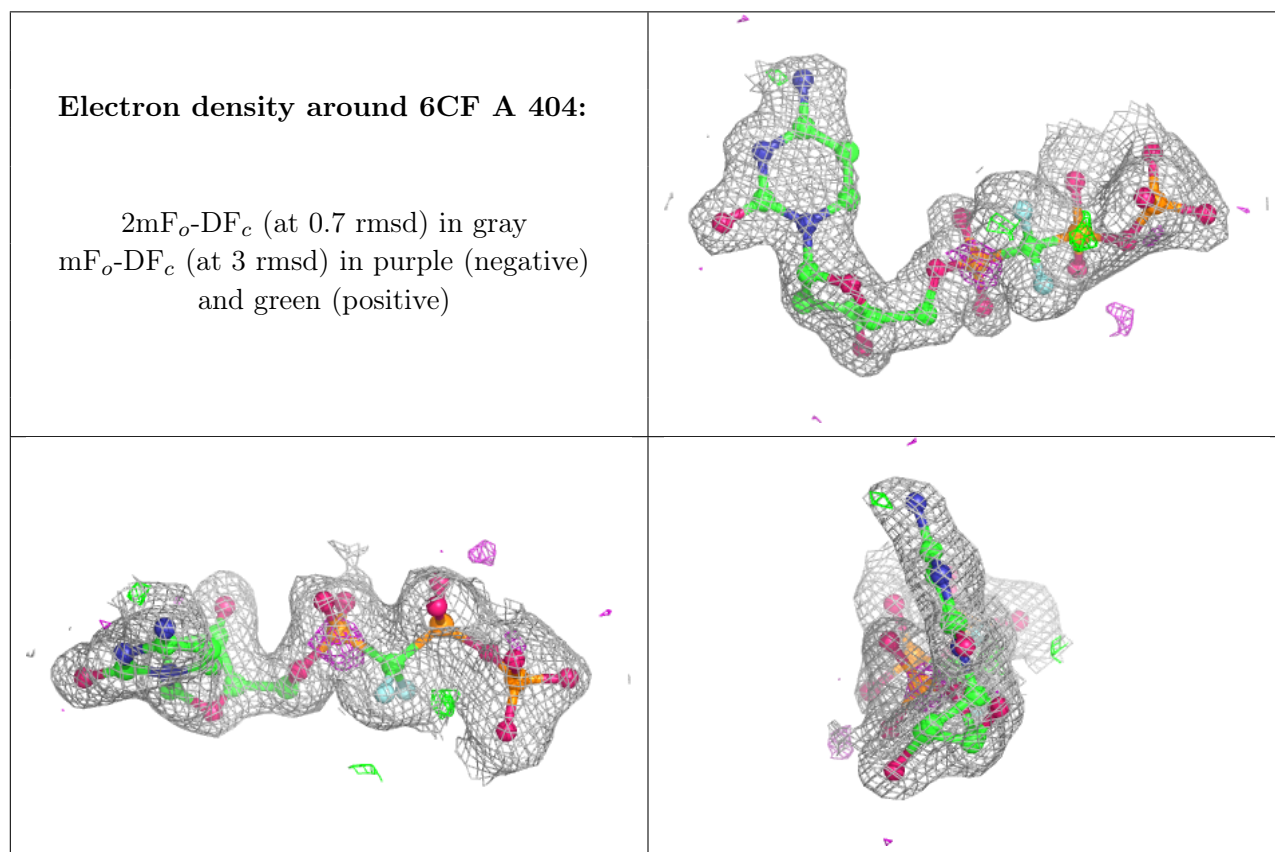 Electron density around 6CF A 404:
2mFₒ-DF𝒸 (at 0.7 rmsd) in gray
mFₒ-DF𝒸 (at 3 rmsd) in purple (negative)
and green (positive)